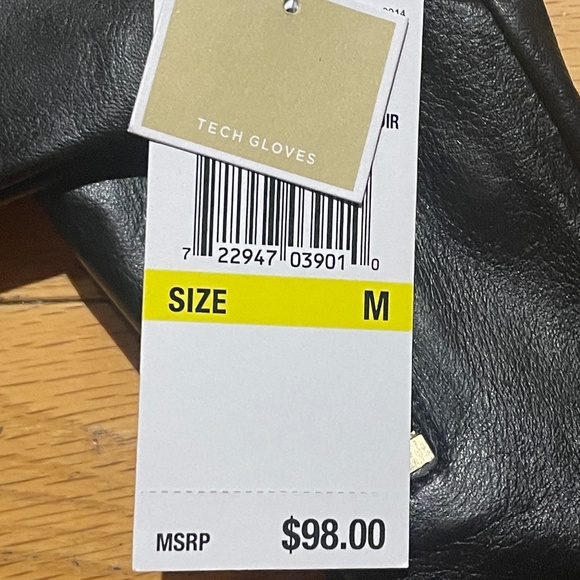 TECH GLOVES
7 22947 03901 0
SIZE M
MSRP $98.00